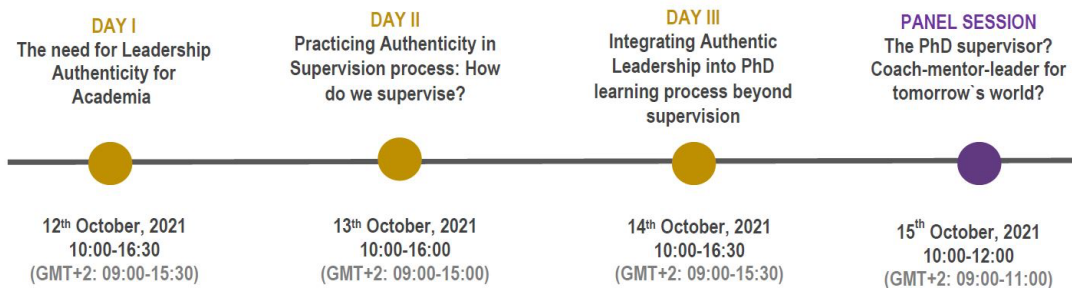 DAY I
The need for Leadership
Authenticity for
Academia
DAY II
Practicing Authenticity in
Supervision process: How
do we supervise?
DAY III
Integrating Authentic
Leadership into PhD
learning process beyond
supervision
PANEL SESSION
The PhD supervisor?
Coach-mentor-leader for
tomorrow`s world?
12th October, 2021
10:00-16:30
(GMT+2: 09:00-15:30)
13th October, 2021
10:00-16:00
(GMT+2: 09:00-15:00)
14th October, 2021
10:00-16:30
(GMT+2: 09:00-15:30)
15th October, 2021
10:00-12:00
(GMT+2: 09:00-11:00)